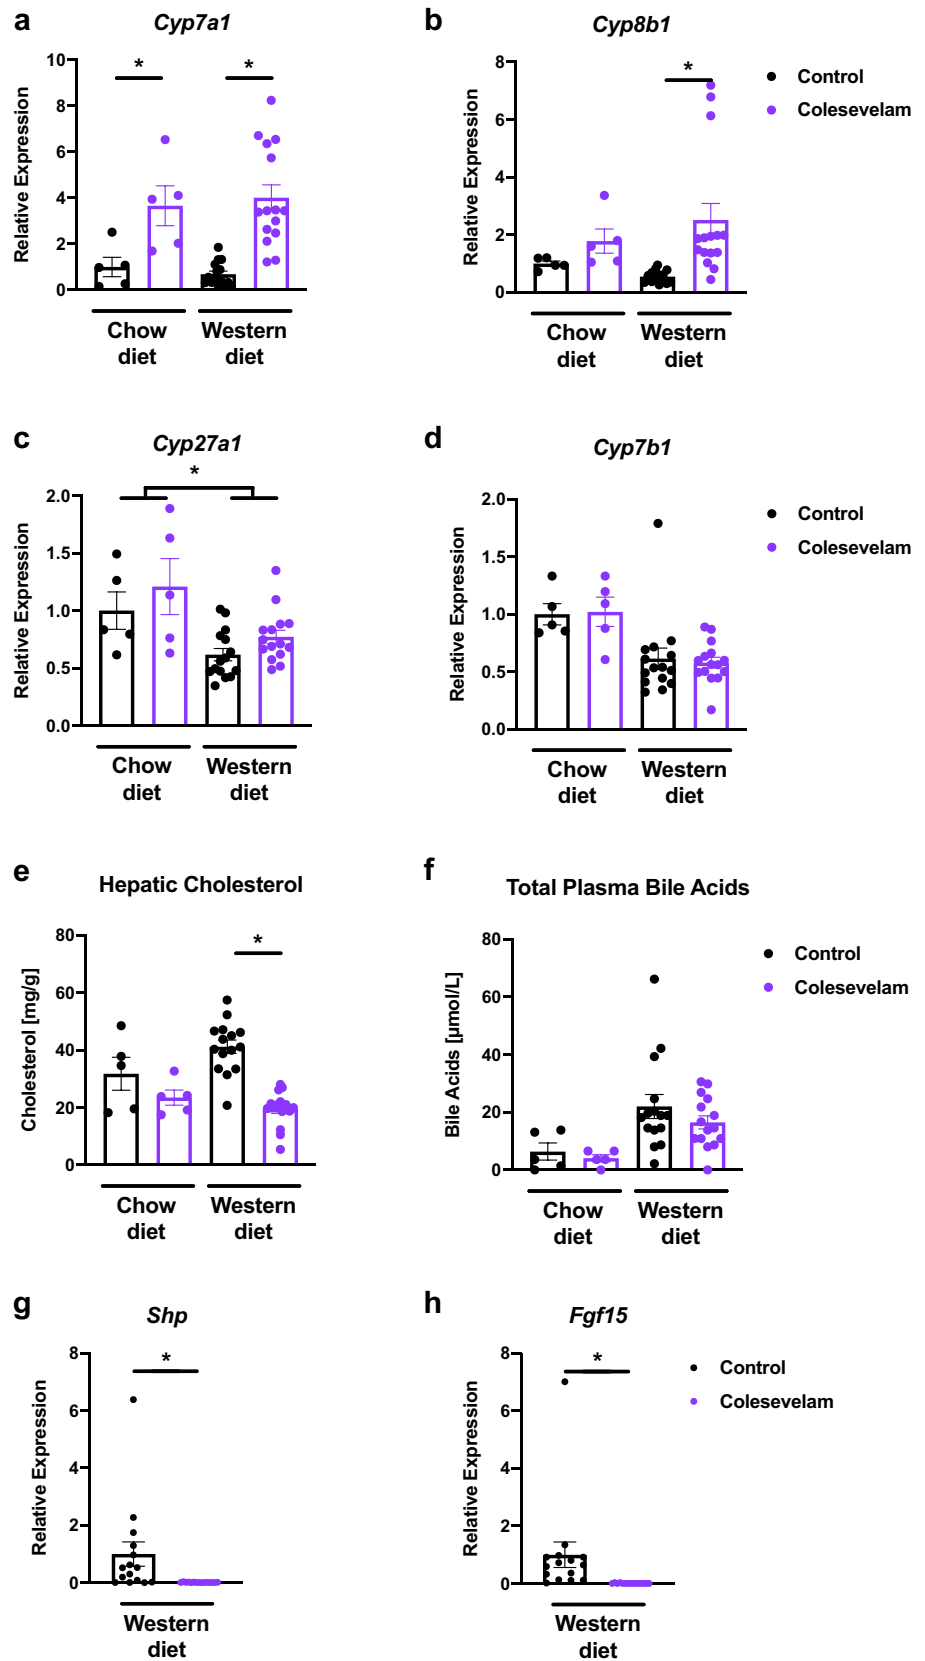 a
Cyp7a1
Relative Expression
10
8
6
4
2
0
*
*
Chow
diet
Western
diet
b
Cyp8b1
Relative Expression
8
6
4
2
0
*
Chow
diet
Western
diet
Control
Colesevelam
c
Cyp27a1
Relative Expression
2.0
1.5
1.0
0.5
0.0
*
Chow
diet
Western
diet
d
Cyp7b1
Relative Expression
2.0
1.5
1.0
0.5
0.0
Chow
diet
Western
diet
Control
Colesevelam
e
Hepatic Cholesterol
Cholesterol [mg/g]
80
60
40
20
0
*
Chow
diet
Western
diet
f
Total Plasma Bile Acids
Bile Acids [µmol/L]
80
60
40
20
0
Chow
diet
Western
diet
Control
Colesevelam
g
Shp
Relative Expression
8
6
4
2
0
*
Western
diet
h
Fgf15
Relative Expression
8
6
4
2
0
*
Western
diet
Control
Colesevelam